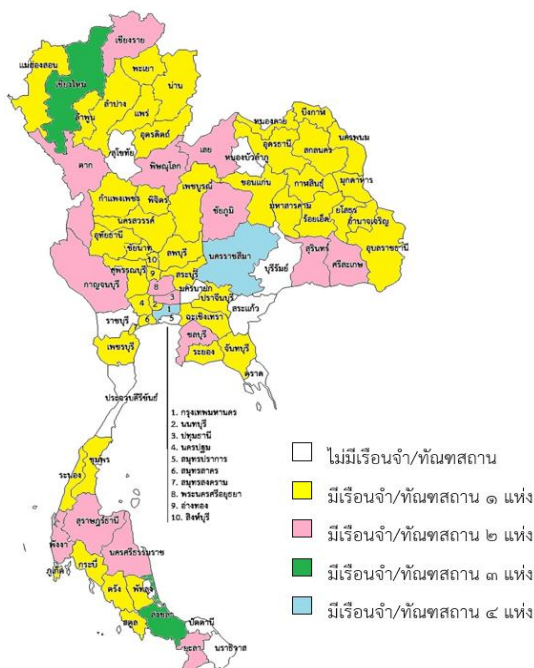 เชียงราย
แม่ฮ่องสอน
พะเยา
น่าน
เชียงใหม่
ลำปาง
แพร่
ลำพูน
อุตรดิตถ์
บึงกาฬ
หนองคาย
สุโขทัย
เลย
อุดรธานี
นครพนม
สกลนคร
ตาก
พิษณุโลก
หนองบัวลำภู
ขอนแก่น
มุกดาหาร
เพชรบูรณ์
กาฬสินธุ์
กำแพงเพชร
พิจิตร
ชัยภูมิ
มหาสารคาม
ยโสธร
ร้อยเอ็ด
อำนาจเจริญ
นครสวรรค์
อุทัยธานี
ชัยนาท
อุบลราชธานี
ลพบุรี
นครราชสีมา
สุรินทร์
ศรีสะเกษ
10
สุพรรณบุรี
9
สระบุรี
บุรีรัมย์
กาญจนบุรี
8
นครนายก
3
ปราจีนบุรี
4
2
1
สระแก้ว
ราชบุรี
6
5
ฉะเชิงเทรา
ชลบุรี
เพชรบุรี
ระยอง
จันทบุรี
ตราด
ประจวบคีรีขันธ์
1. กรุงเทพมหานคร
2. นนทบุรี
3. ปทุมธานี
4. นครปฐม
5. สมุทรปราการ
6. สมุทรสาคร
7. สมุทรสงคราม
8. พระนครศรีอยุธยา
9. อ่างทอง
10. สิงห์บุรี
ชุมพร
ระนอง
สุราษฎร์ธานี
พังงา
นครศรีธรรมราช
กระบี่
ภูเก็ต
ตรัง
พัทลุง
สงขลา
สตูล
ปัตตานี
ยะลา
นราธิวาส
ไม่มีเรือนจำ/ทัณฑสถาน
มีเรือนจำ/ทัณฑสถาน ๑ แห่ง
มีเรือนจำ/ทัณฑสถาน ๒ แห่ง
มีเรือนจำ/ทัณฑสถาน ๓ แห่ง
มีเรือนจำ/ทัณฑสถาน ๔ แห่ง